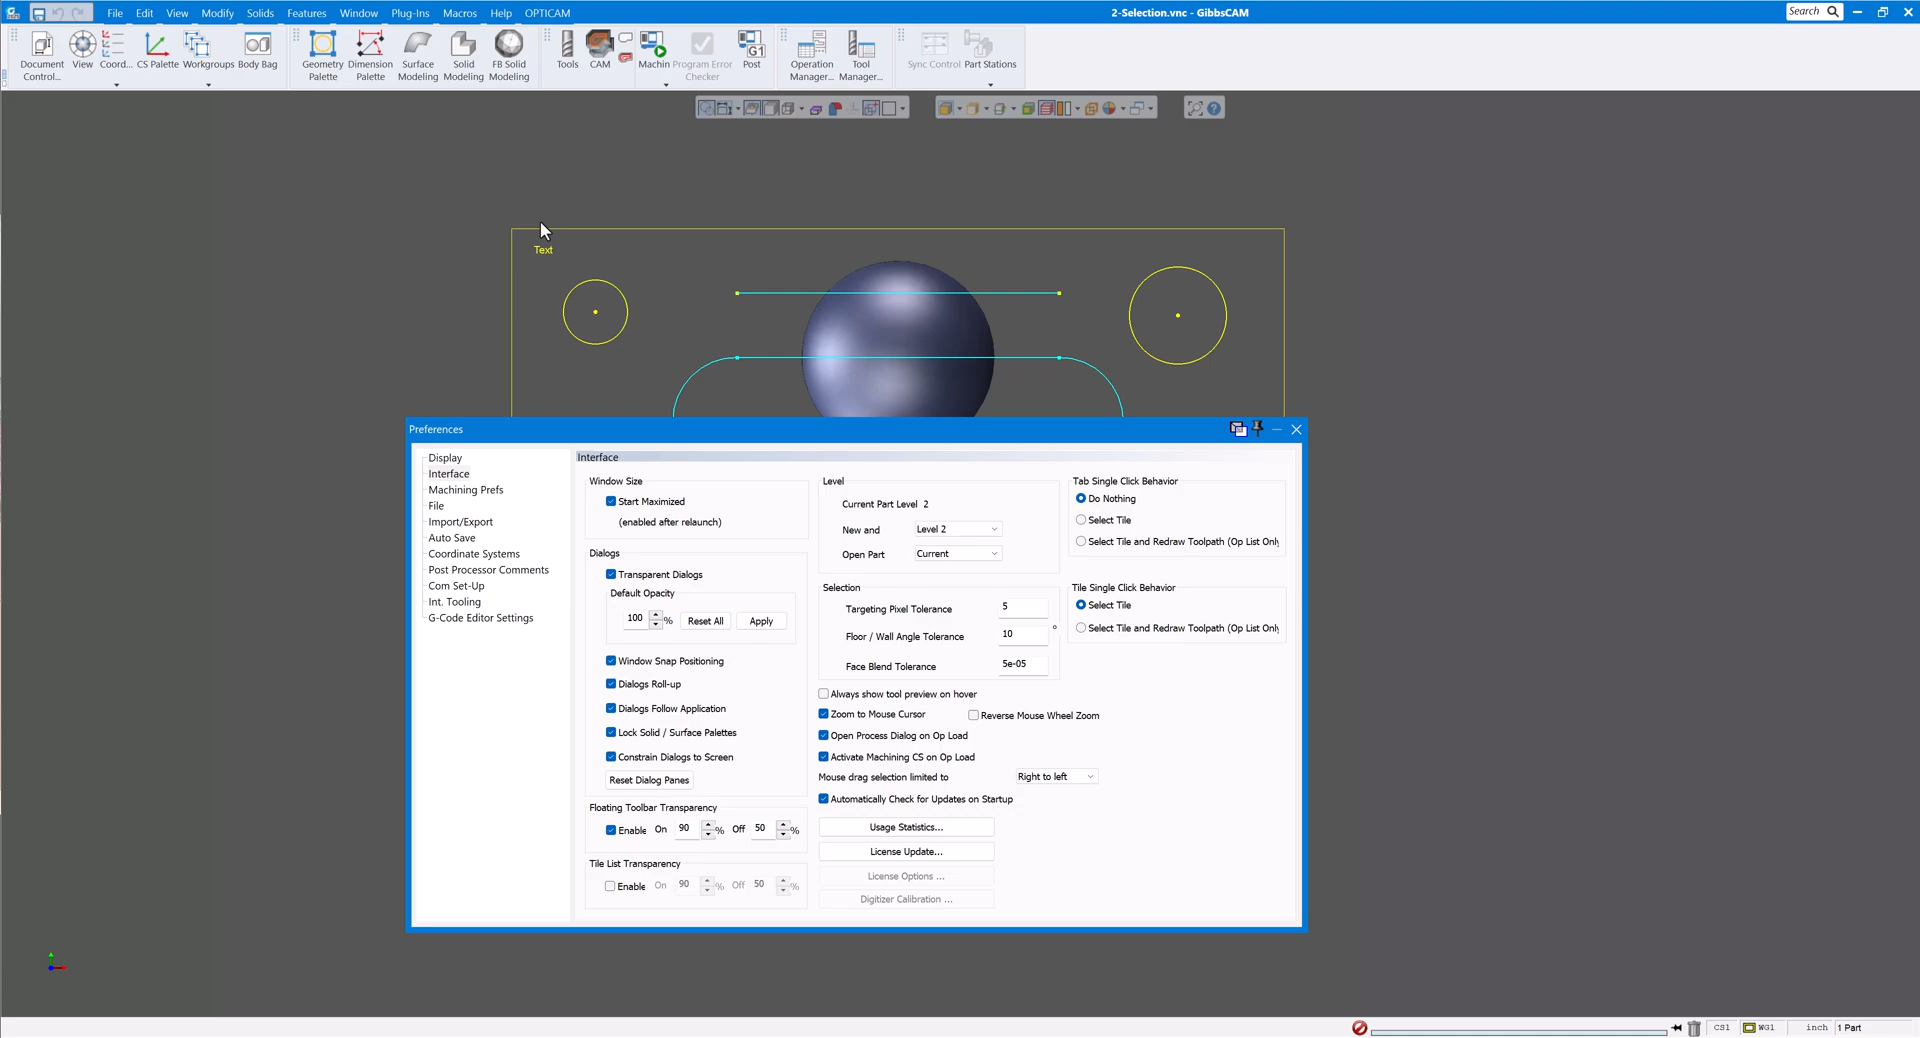 File Edit View Modify Solids Features Window Plug-Ins Macros Help OPTICAM
2-Selection.vnc - GibbsCAM
Search
Document Control...
View
Coord...
CS Palette
Workgroups
Body Bag
Geometry Palette
Dimension Palette
Surface Modeling
Solid Modeling
FB Solid Modeling
Tools
CAM
Machin
Program Error Checker
G1
Post
Operation Manager...
Tool Manager...
Sync Control
Part Stations
Text
Preferences
Display
Interface
Machining Prefs
File
Import/Export
Auto Save
Coordinate Systems
Post Processor Comments
Com Set-Up
Int. Tooling
G-Code Editor Settings
Interface
Window Size
Start Maximized
(enabled after relaunch)
Dialogs
Transparent Dialogs
Default Opacity
100 % Reset All Apply
Window Snap Positioning
Dialogs Roll-up
Dialogs Follow Application
Lock Solid / Surface Palettes
Constrain Dialogs to Screen
Reset Dialog Panes
Floating Toolbar Transparency
Enable On 90 % Off 50 %
Tile List Transparency
Enable On 90 % Off 50 %
Level
Current Part Level 2
New and Level 2
Open Part Current
Selection
Targeting Pixel Tolerance 5
Floor / Wall Angle Tolerance 10 °
Face Blend Tolerance 5e-05
Always show tool preview on hover
Zoom to Mouse Cursor Reverse Mouse Wheel Zoom
Open Process Dialog on Op Load
Activate Machining CS on Op Load
Mouse drag selection limited to Right to left
Automatically Check for Updates on Startup
Usage Statistics...
License Update...
License Options ...
Digitizer Calibration ...
Tab Single Click Behavior
Do Nothing
Select Tile
Select Tile and Redraw Toolpath (Op List Only
Tile Single Click Behavior
Select Tile
Select Tile and Redraw Toolpath (Op List Only
CS1 WG1 inch 1 Part